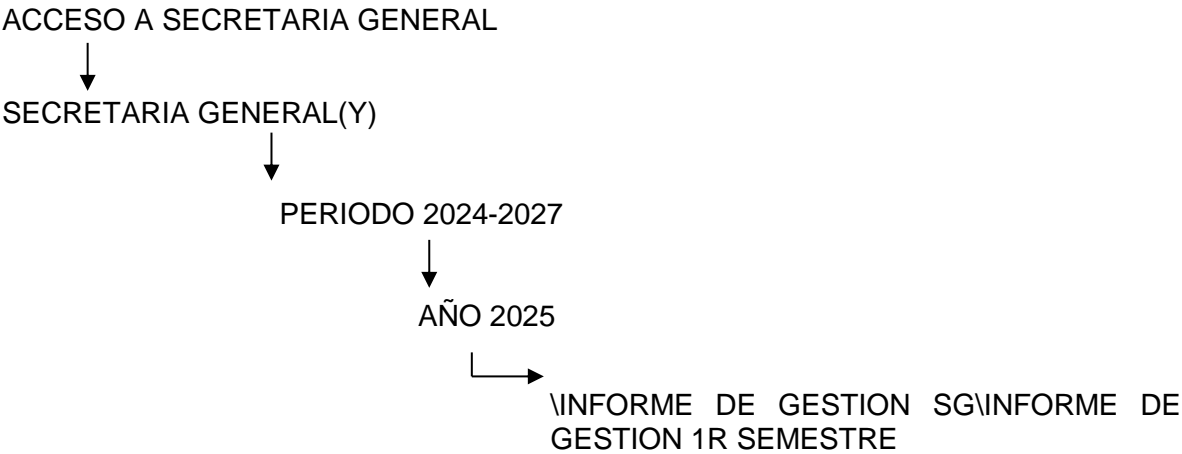 ACCESO A SECRETARIA GENERAL
SECRETARIA GENERAL(Y)
PERIODO 2024-2027
AÑO 2025
\INFORME DE GESTION SG\INFORME DE
GESTION 1R SEMESTRE